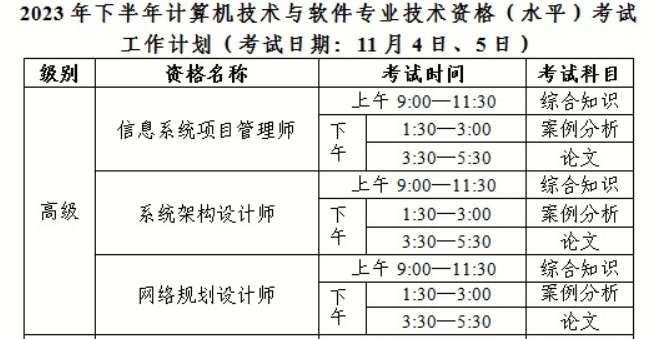 2023 年下半年计算机技术与软件专业技术资格（水平）考试
工作计划（考试日期：11 月 4 日、5 日）
级别 资格名称 考试时间 考试科目
高级
信息系统项目管理师
上午 9:00—11:30 综合知识
下午
1:30—3:00 案例分析
3:30—5:30 论文
系统架构设计师
上午 9:00—11:30 综合知识
下午
1:30—3:00 案例分析
3:30—5:30 论文
网络规划设计师
上午 9:00—11:30 综合知识
下午
1:30—3:00 案例分析
3:30—5:30 论文